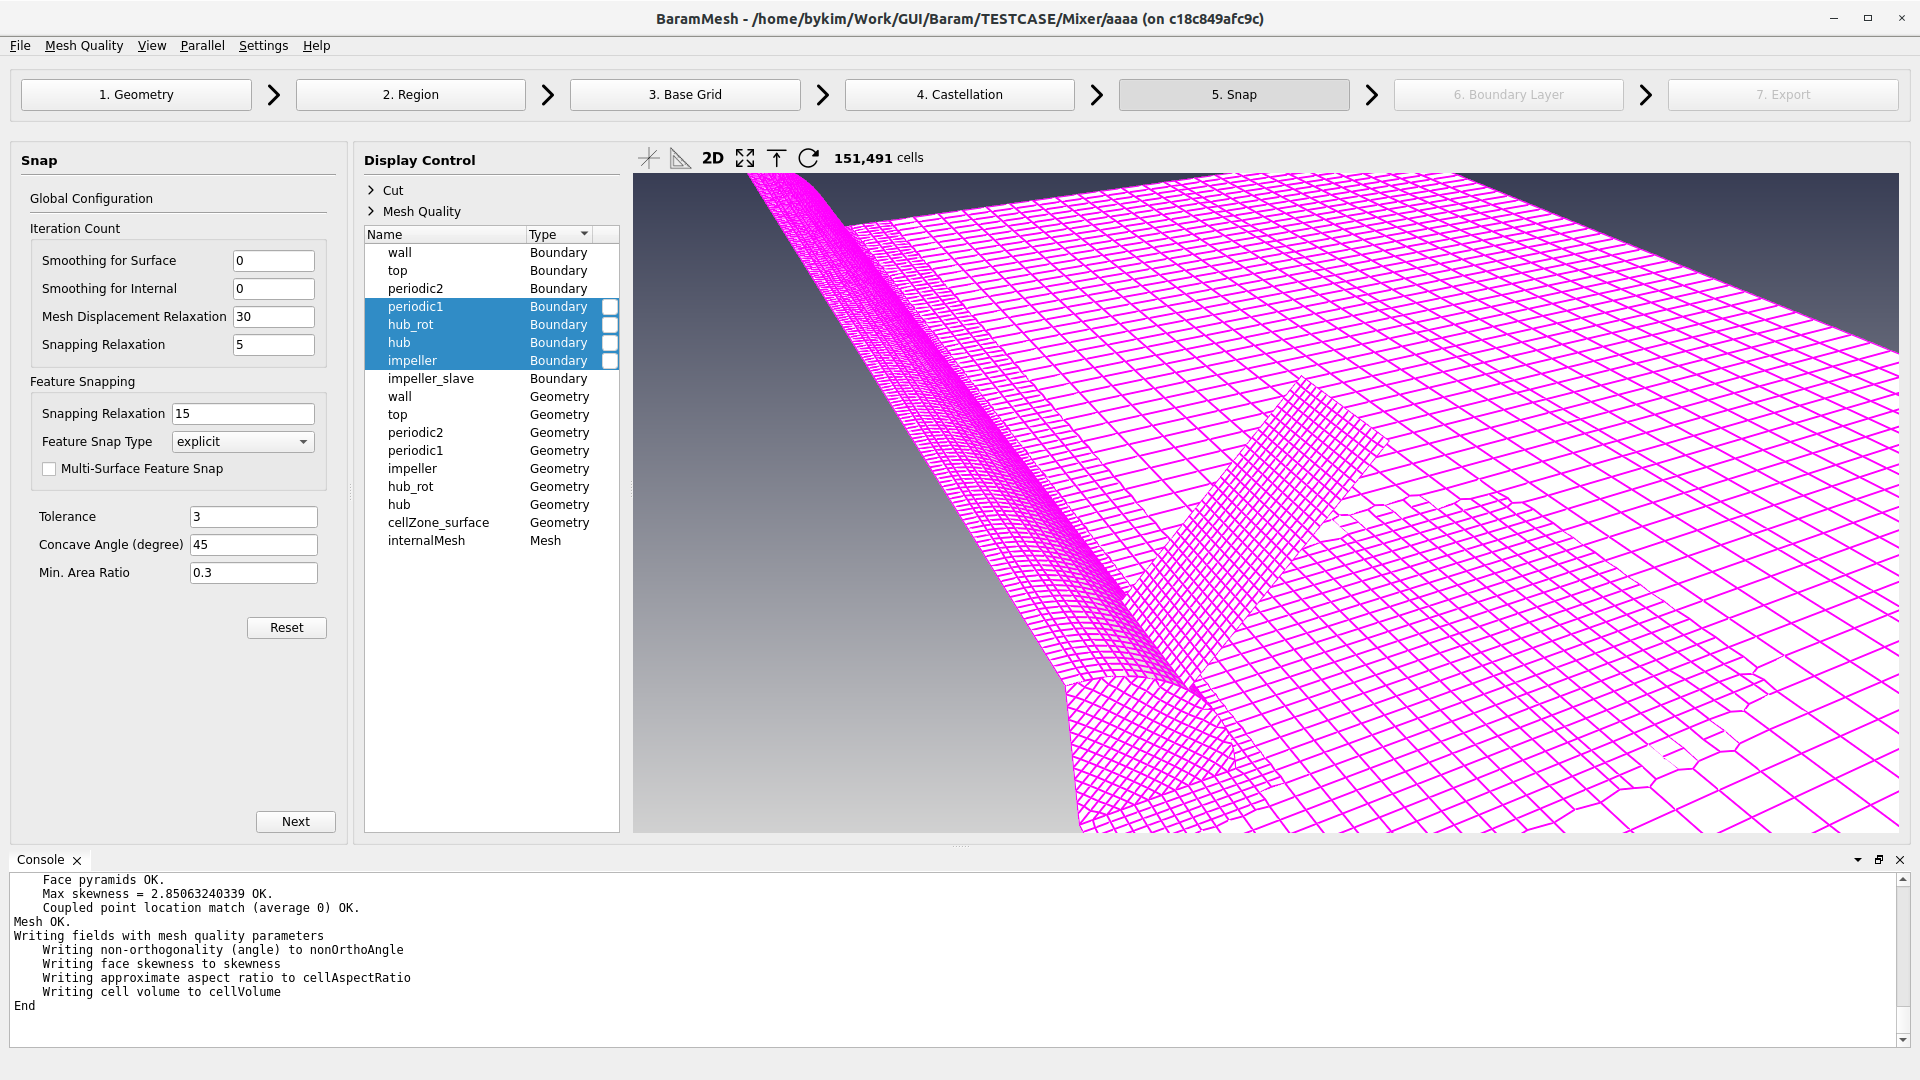 BaramMesh - /home/bykim/Work/GUI/Baram/TESTCASE/Mixer/aaaa (on c18c849afc9c)
File Mesh Quality View Parallel Settings Help
1. Geometry 2. Region 3. Base Grid 4. Castellation 5. Snap 6. Boundary Layer 7. Export
Snap
Global Configuration
Iteration Count
Smoothing for Surface 0
Smoothing for Internal 0
Mesh Displacement Relaxation 30
Snapping Relaxation 5
Feature Snapping
Snapping Relaxation 15
Feature Snap Type explicit
Multi-Surface Feature Snap
Tolerance 3
Concave Angle (degree) 45
Min. Area Ratio 0.3
Reset
Next
Display Control
Cut
Mesh Quality
Name Type
wall Boundary
top Boundary
periodic2 Boundary
periodic1 Boundary
hub_rot Boundary
hub Boundary
impeller Boundary
impeller_slave Boundary
wall Geometry
top Geometry
periodic2 Geometry
periodic1 Geometry
impeller Geometry
hub_rot Geometry
hub Geometry
cellZone_surface Geometry
internalMesh Mesh
2D 151,491 cells
Console
Face pyramids OK.
Max skewness = 2.85063240339 OK.
Coupled point location match (average 0) OK.
Mesh OK.
Writing fields with mesh quality parameters
Writing non-orthogonality (angle) to nonOrthoAngle
Writing face skewness to skewness
Writing approximate aspect ratio to cellAspectRatio
Writing cell volume to cellVolume
End